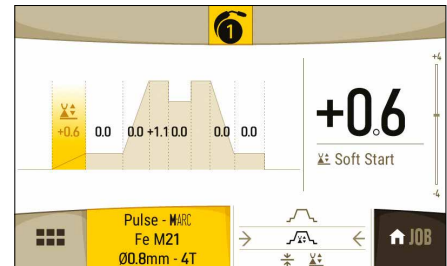 1
+4
+0.6
0.0
0.0
+1.1
0.0
0.0
0.0
+0.6
Soft Start
-4
Pulse - MARC
Fe M21
Ø0.8mm - 4T
JOB